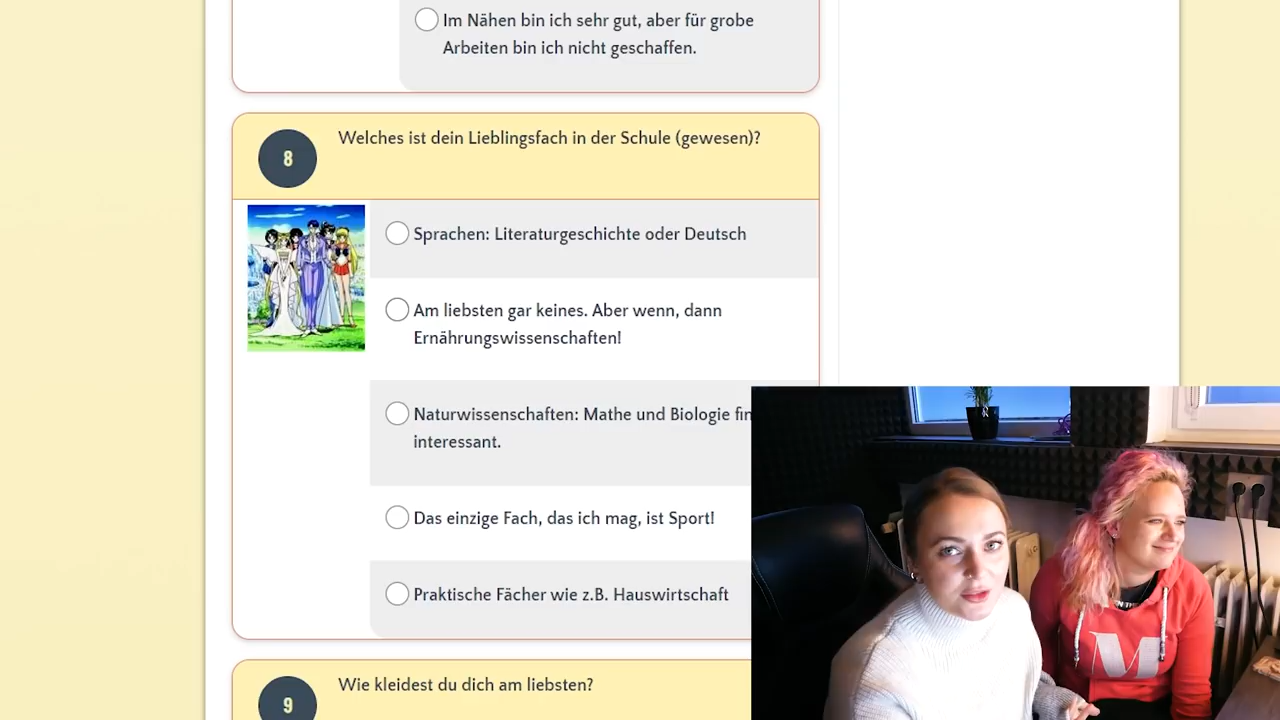 Im Nähen bin ich sehr gut, aber für grobe
Arbeiten bin ich nicht geschaffen.
8
Welches ist dein Lieblingsfach in der Schule (gewesen)?
Sprachen: Literaturgeschichte oder Deutsch
Am liebsten gar keines. Aber wenn, dann
Ernährungswissenschaften!
Naturwissenschaften: Mathe und Biologie fin
interessant.
Das einzige Fach, das ich mag, ist Sport!
Praktische Fächer wie z.B. Hauswirtschaft
9
Wie kleidest du dich am liebsten?
M